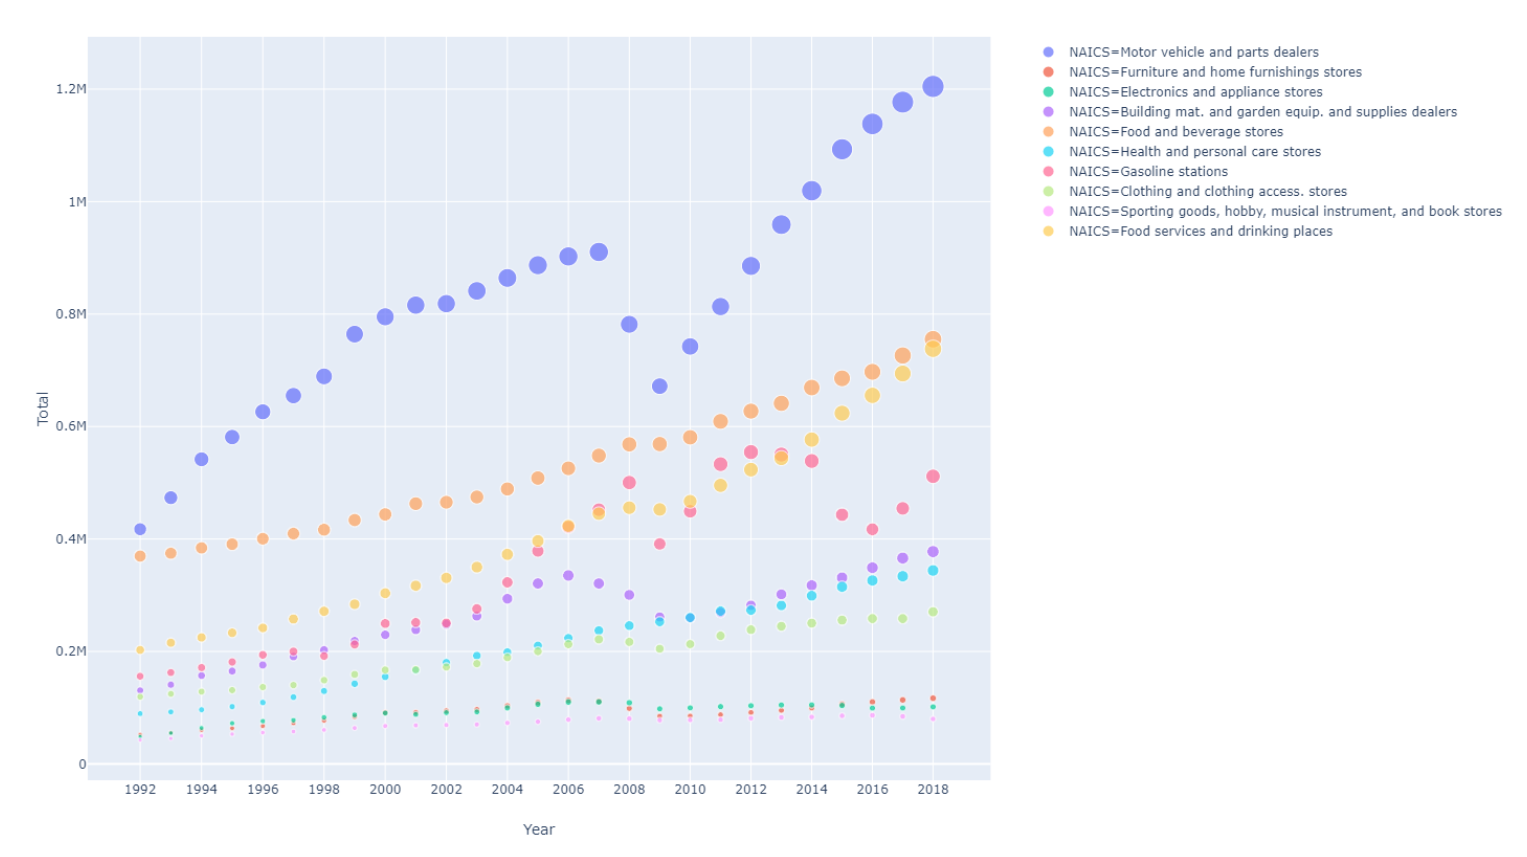 NAICS=Motor vehicle and parts dealers
NAICS=Furniture and home furnishings stores
NAICS=Electronics and appliance stores
NAICS=Building mat. and garden equip. and supplies dealers
NAICS=Food and beverage stores
NAICS=Health and personal care stores
NAICS=Gasoline stations
NAICS=Clothing and clothing access. stores
NAICS=Sporting goods, hobby, musical instrument, and book stores
NAICS=Food services and drinking places
1.2M
1M
0.8M
0.6M
0.4M
0.2M
0
Total
1992 1994 1996 1998 2000 2002 2004 2006 2008 2010 2012 2014 2016 2018
Year